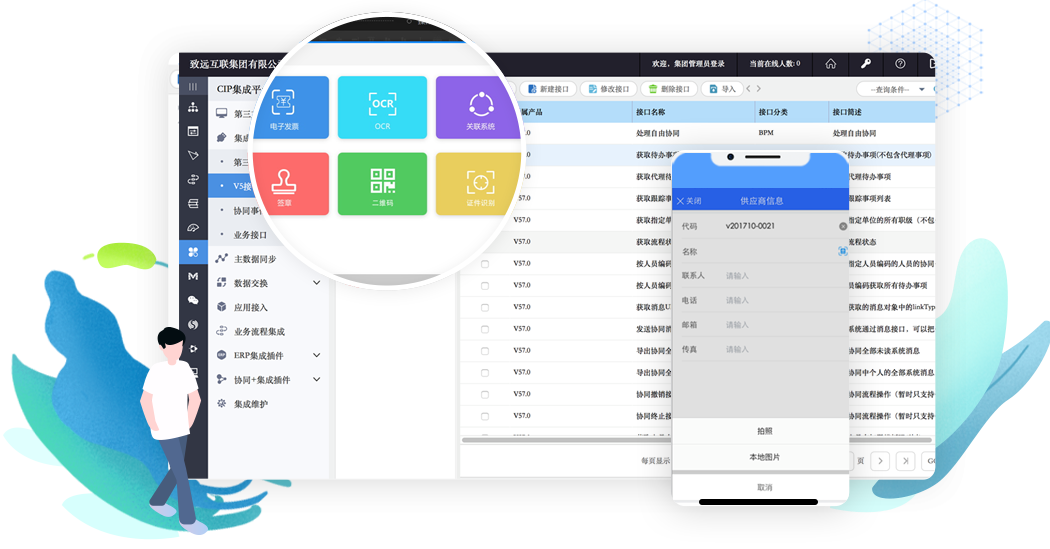 致远互联集团有限公
欢迎，集团管理员登录
当前在线人数: 0
CIP集成平
第三
集成
第三
V5接
协同事
业务接口
主数据同步
数据交换
应用接入
业务流程集成
ERP集成插件
协同+集成插件
集成维护
电子发票
OCR
OCR
关联系统
签章
二维码
证件识别
新建接口
修改接口
删除接口
导入
--查询条件--
属产品
接口名称
接口分类
接口简述
7.0
处理自由协同
BPM
处理自由协同
7.0
获取待办事
待办事项(不包含代理事项)
7.0
获取代理待
代理待办事项
57.0
获取跟踪事
跟踪事项列表
57.0
获取指定单
指定单位的所有职级（不包
V57.0
获取流程状
流程状态
V57.0
按人员编码
指定人员编码的人员的协同
V57.0
按人员编码
员编码获取所有待办事项
V57.0
获取消息U
获取的消息对象中的linkTyp
V57.0
发送协同消
系统通过消息接口，可以把
V57.0
导出协同全
协同全部未读系统消息
V57.0
导出协同全
协同中个人的全部系统消息
V57.0
协同撤销接
协同流程操作（暂时只支持
V57.0
协同终止接
协同流程操作（暂时只支持
每页显示
页
GO
关闭
供应商信息
代码
v201710-0021
名称
联系人
请输入
电话
请输入
邮箱
请输入
传真
请输入
拍照
本地图片
取消